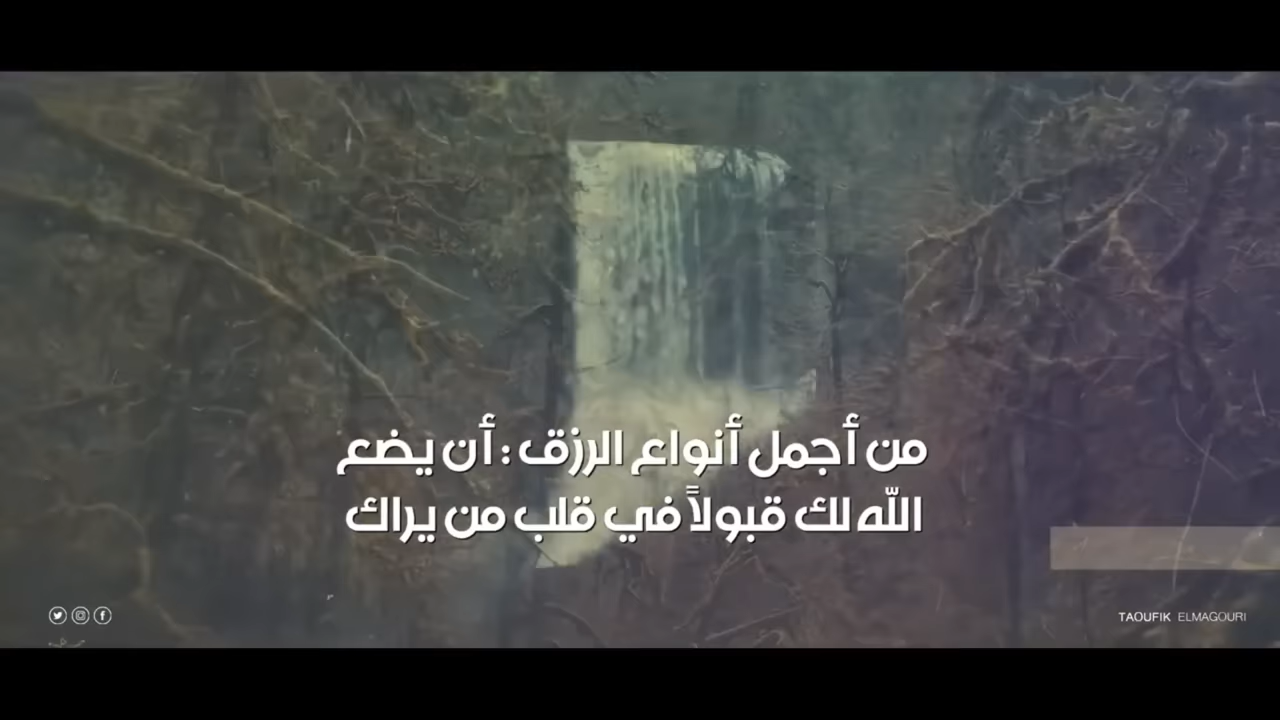 من أجمل أنواع الرزق : أن يضع
الله لك قبولاً في قلب من يراك
TAOUFIK ELMAGOURI